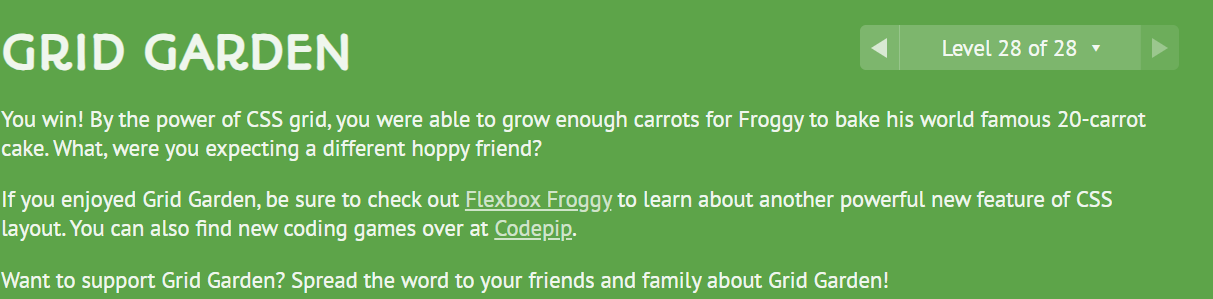 GRID GARDEN
Level 28 of 28
You win! By the power of CSS grid, you were able to grow enough carrots for Froggy to bake his world famous 20-carrot
cake. What, were you expecting a different hoppy friend?
If you enjoyed Grid Garden, be sure to check out Flexbox Froggy to learn about another powerful new feature of CSS
layout. You can also find new coding games over at Codepip.
Want to support Grid Garden? Spread the word to your friends and family about Grid Garden!